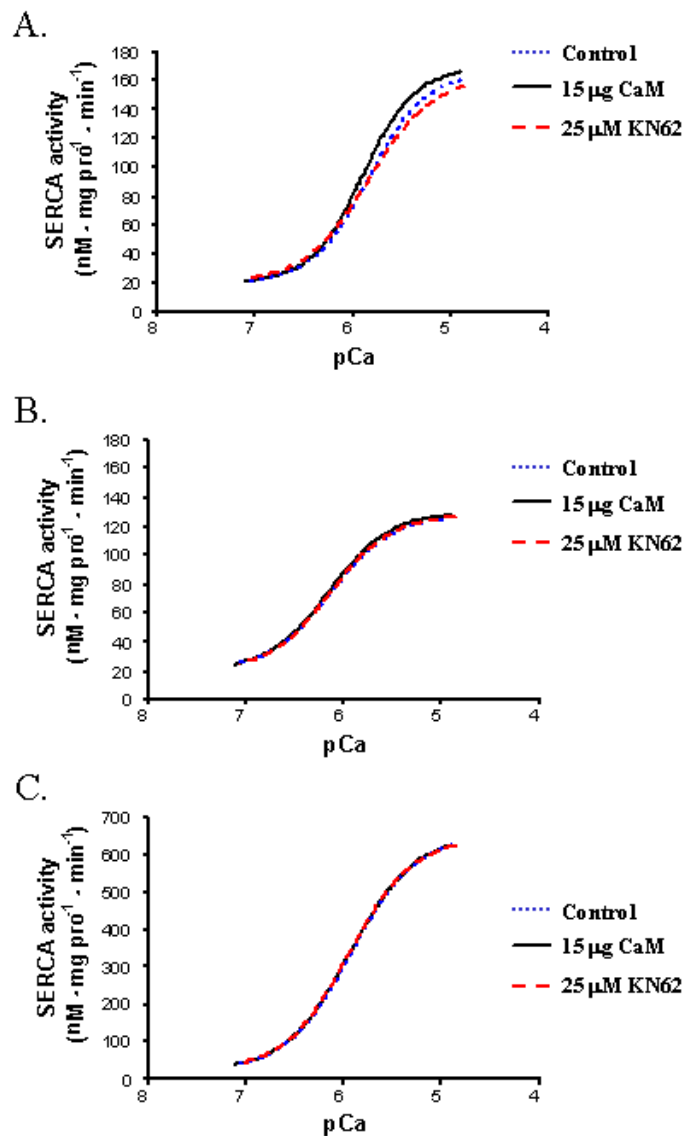 A.
SERCA activity
(nM - mg pro⁻¹ - min⁻¹)
180
160
140
120
100
80
60
40
20
0
8 7 6 5 4
pCa
Control
15 µg CaM
25 µM KN62
B.
SERCA activity
(nM - mg pro⁻¹ - min⁻¹)
180
160
140
120
100
80
60
40
20
0
8 7 6 5 4
pCa
Control
15 µg CaM
25 µM KN62
C.
SERCA activity
(nM - mg pro⁻¹ - min⁻¹)
700
600
500
400
300
200
100
0
8 7 6 5 4
pCa
Control
15 µg CaM
25 µM KN62